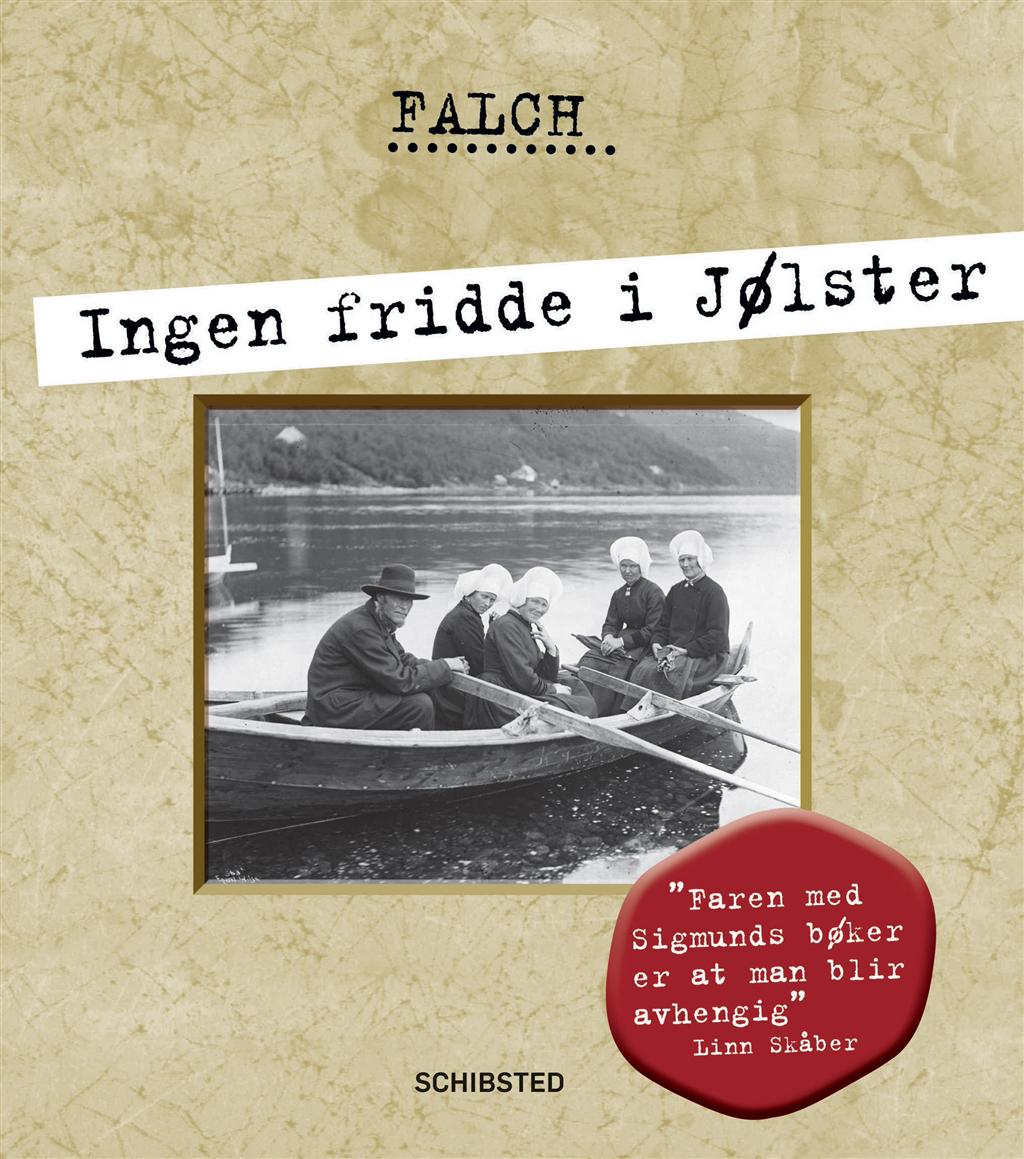 FALCH
Ingen fridde i Jølster
"Faren med
Sigmunds bøker
er at man blir
avhengig"
Linn Skåber
SCHIBSTED